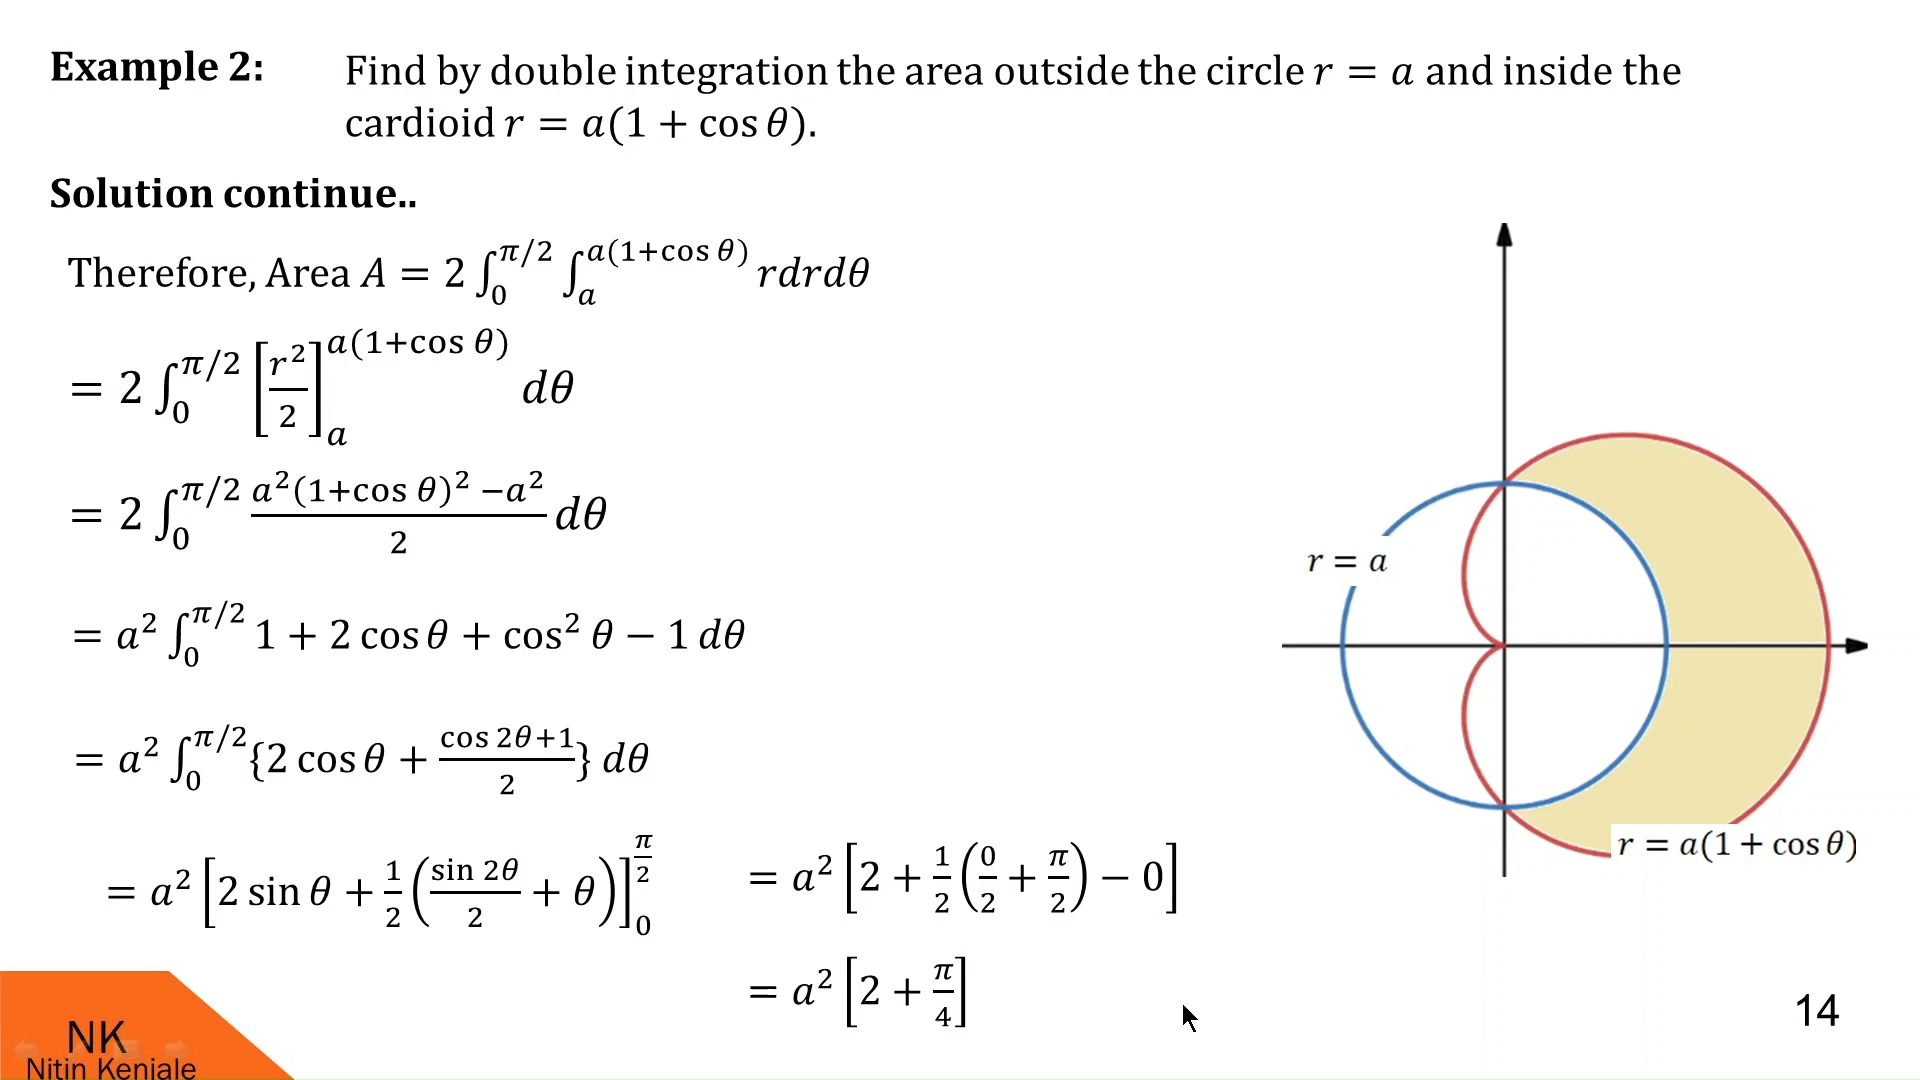 Example 2: Find by double integration the area outside the circle r = a and inside the
cardioid r = a(1 + cos θ).
Solution continue..
Therefore, Area A = 2 ∫₀^{π/2} ∫ₐ^{a(1+cos θ)} rdrdθ
= 2 ∫₀^{π/2} [r²/2]ₐ^{a(1+cos θ)} dθ
= 2 ∫₀^{π/2} (a²(1+cos θ)² −a²)/2 dθ
= a² ∫₀^{π/2} 1 + 2 cos θ + cos² θ − 1 dθ
= a² ∫₀^{π/2} {2 cos θ + (cos 2θ+1)/2} dθ
= a² [2 sin θ + 1/2 (sin 2θ/2 + θ)]₀^{π/2}
= a² [2 + 1/2 (0/2 + π/2) − 0]
= a² [2 + π/4]
r = a
r = a(1 + cos θ)
NK
Nitin Keniale
14